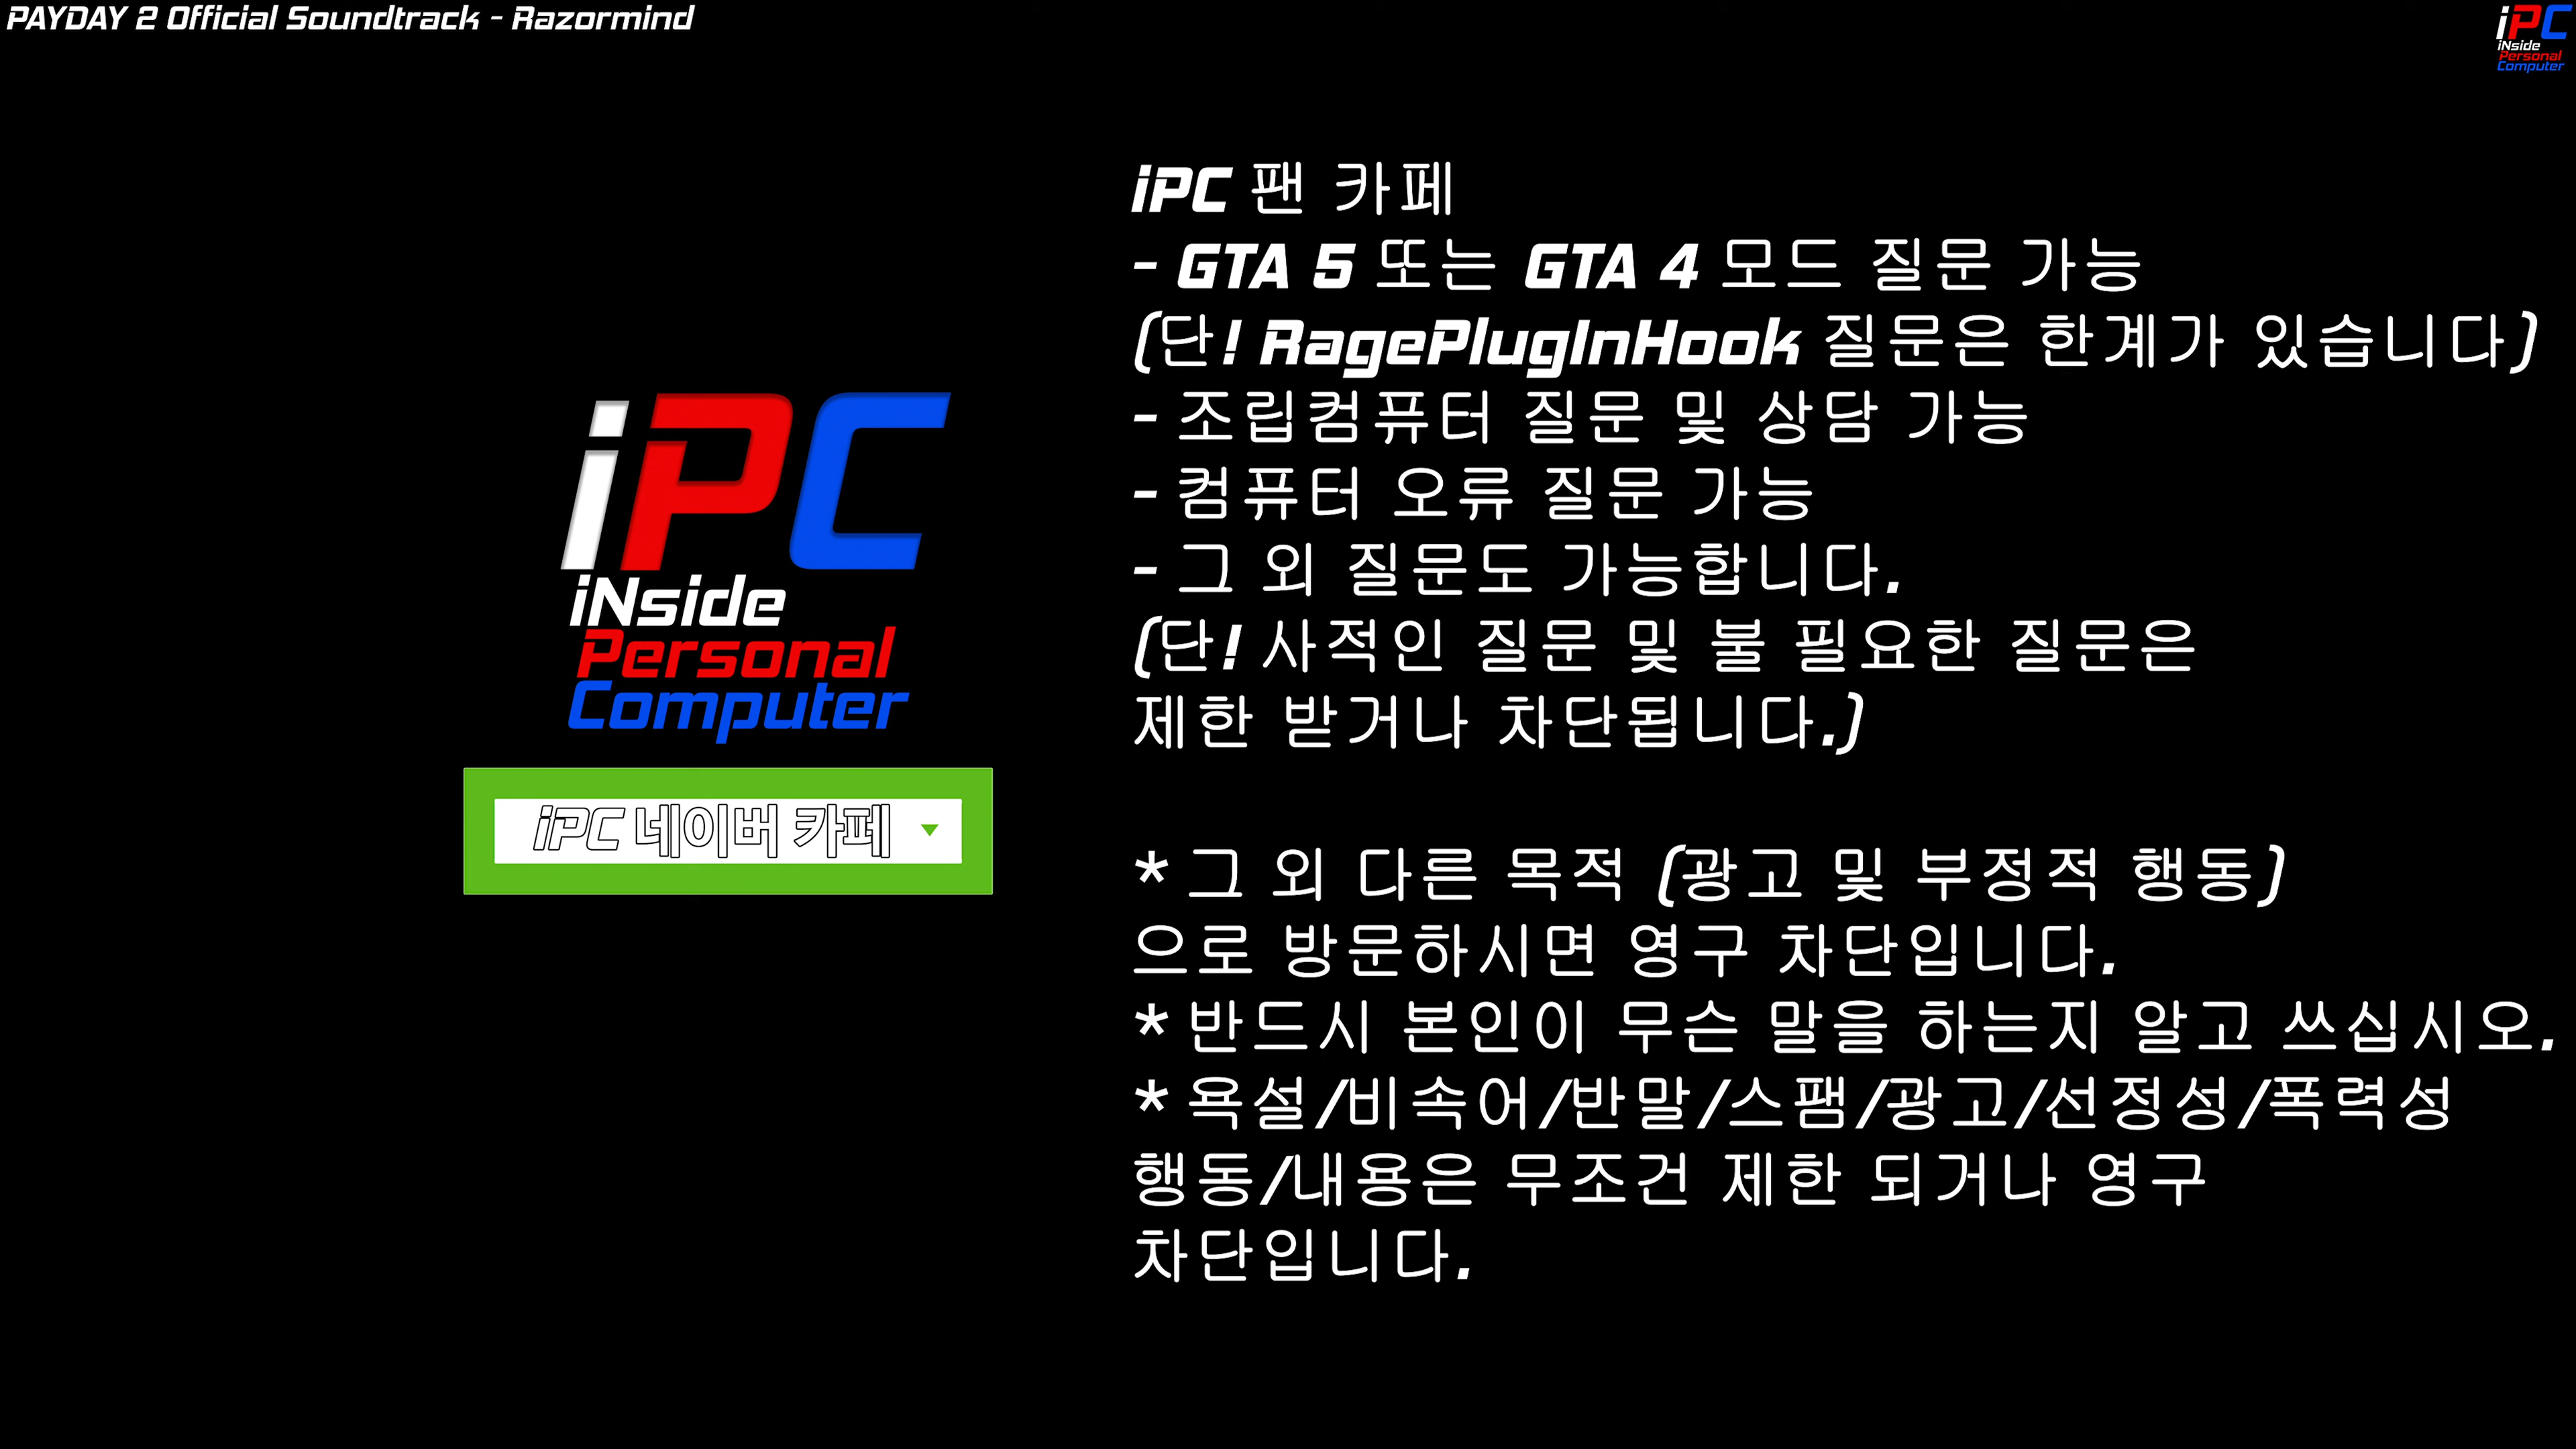 PAYDAY 2 Official Soundtrack - Razormind
iPC
iNside
Personal
Computer
iPC
iNside
Personal
Computer
iPC 네이버 카페
iPC 팬 카페
- GTA 5 또는 GTA 4 모드 질문 가능
(단! RagePlugInHook 질문은 한계가 있습니다)
- 조립컴퓨터 질문 및 상담 가능
- 컴퓨터 오류 질문 가능
- 그 외 질문도 가능합니다.
(단! 사적인 질문 및 불 필요한 질문은
제한 받거나 차단됩니다.)
* 그 외 다른 목적 (광고 및 부정적 행동)
으로 방문하시면 영구 차단입니다.
* 반드시 본인이 무슨 말을 하는지 알고 쓰십시오.
* 욕설/비속어/반말/스팸/광고/선정성/폭력성
행동/내용은 무조건 제한 되거나 영구
차단입니다.